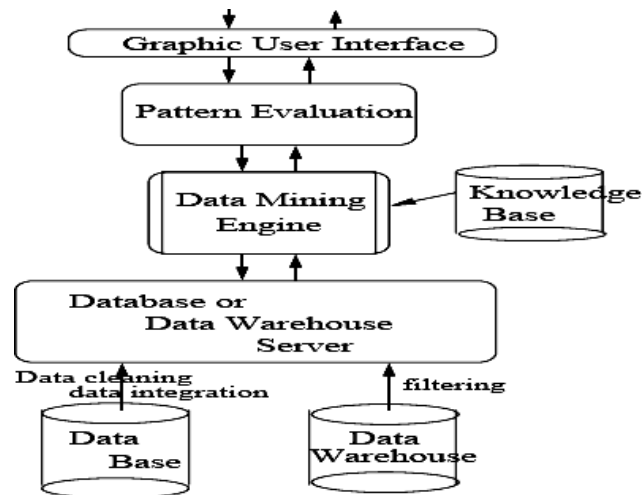 Graphic User Interface
Pattern Evaluation
Data Mining
Engine
Knowledge
Base
Database or
Data Warehouse
Server
Data cleaning
data integration
filtering
Data
Base
Data
Warehouse